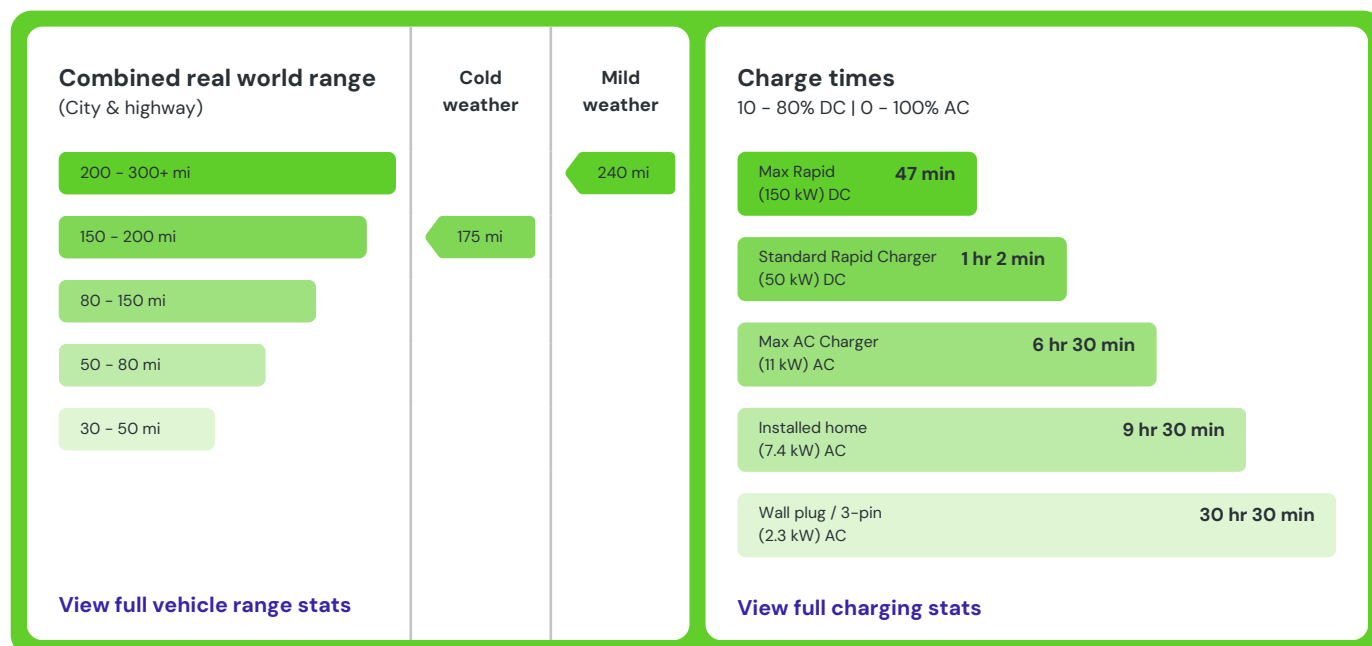 Combined real world range
(City & highway)
Cold
weather
Mild
weather
200 - 300+ mi
240 mi
150 - 200 mi
175 mi
80 - 150 mi
50 - 80 mi
30 - 50 mi
View full vehicle range stats
Charge times
10 - 80% DC | 0 - 100% AC
Max Rapid
(150 kW) DC
47 min
Standard Rapid Charger
(50 kW) DC
1 hr 2 min
Max AC Charger
(11 kW) AC
6 hr 30 min
Installed home
(7.4 kW) AC
9 hr 30 min
Wall plug / 3-pin
(2.3 kW) AC
30 hr 30 min
View full charging stats